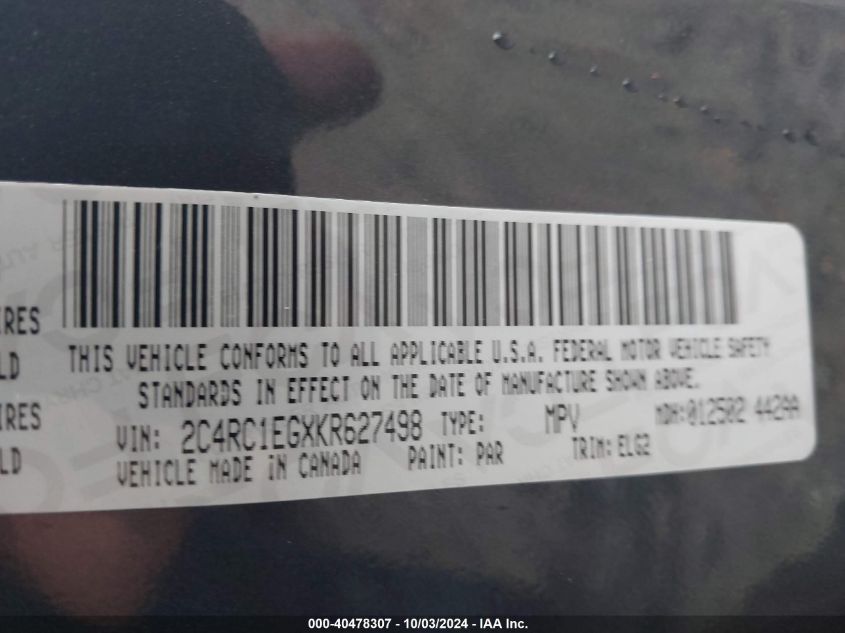 IRES
LD
IRES
LD
THIS VEHICLE CONFORMS TO ALL APPLICABLE U.S.A. FEDERAL MOTOR VEHICLE SAFETY
STANDARDS IN EFFECT ON THE DATE OF MANUFACTURE SHOWN ABOVE.
VIN: 2C4RC1EGXKR627498 TYPE: MPV MDH:012502 442AA
VEHICLE MADE IN CANADA PAINT: PAR TRIM: ELG2
000-40478307 - 10/03/2024 - IAA Inc.